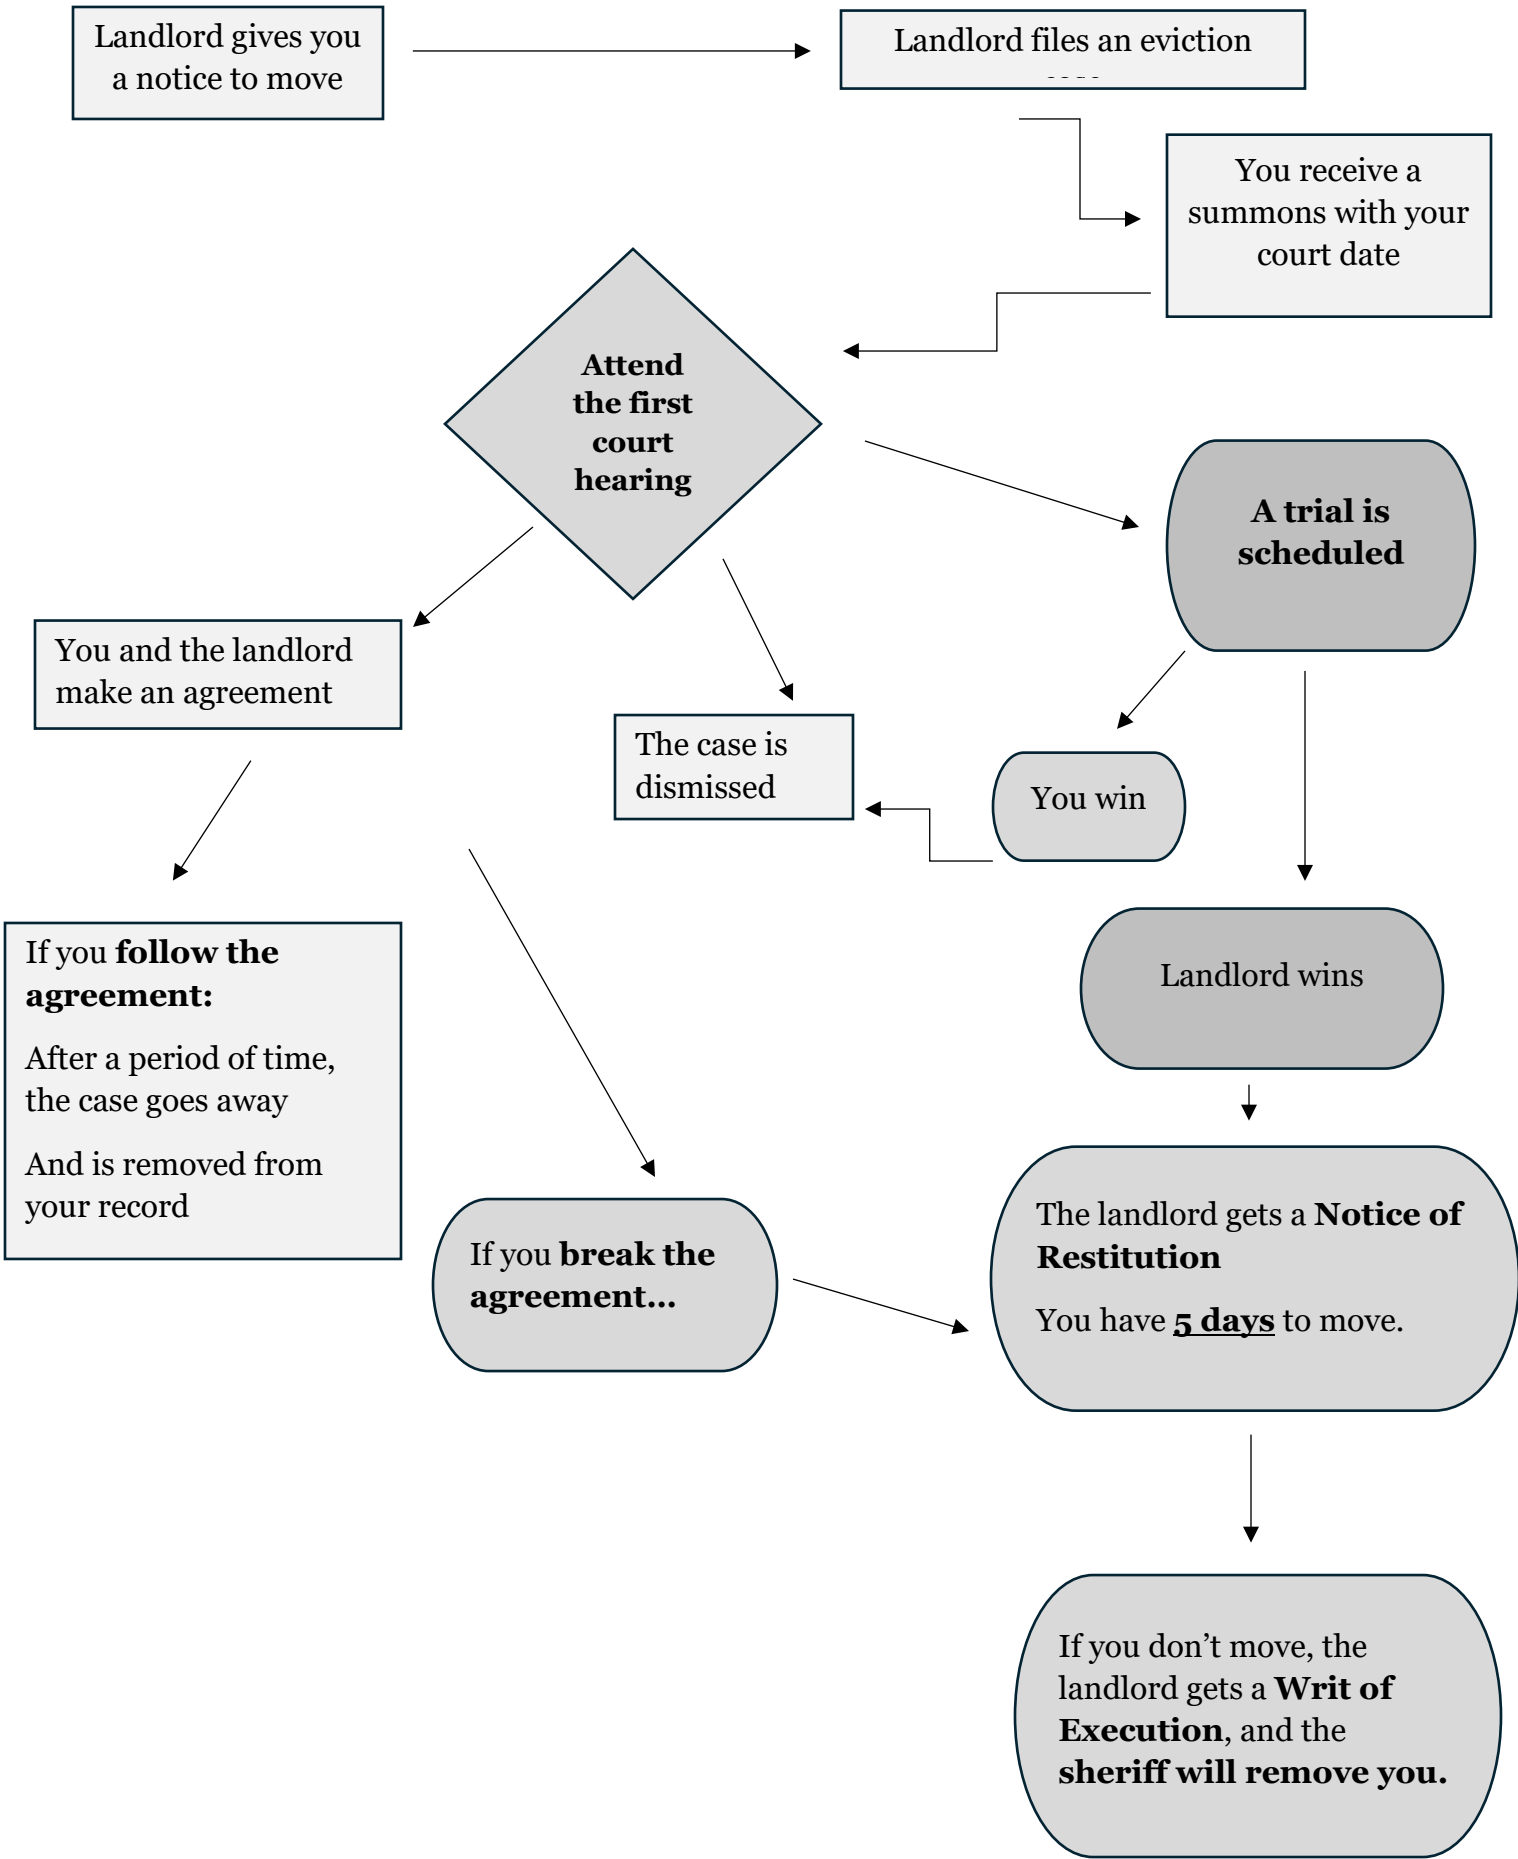 Landlord gives you
a notice to move
Landlord files an eviction
You receive a
summons with your
court date
Attend
the first
court
hearing
A trial is
scheduled
You and the landlord
make an agreement
The case is
dismissed
You win
If you follow the
agreement:
After a period of time,
the case goes away
And is removed from
your record
Landlord wins
If you break the
agreement...
The landlord gets a Notice of
Restitution
You have 5 days to move.
If you don’t move, the
landlord gets a Writ of
Execution, and the
sheriff will remove you.